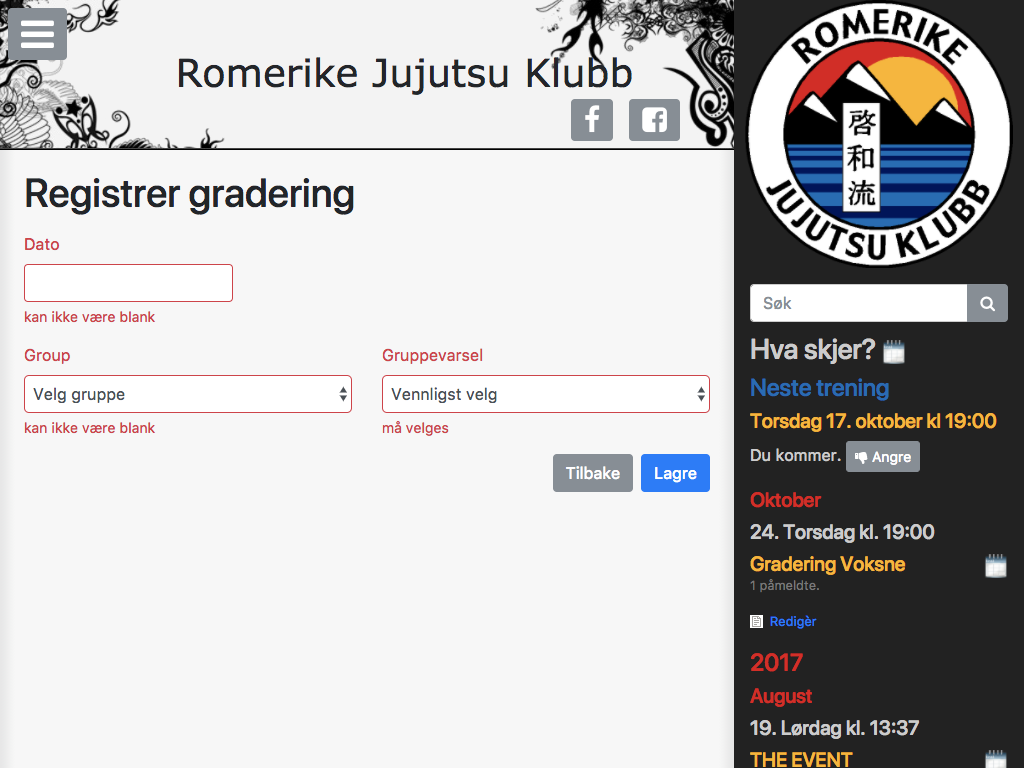 Romerike Jujutsu Klubb
Registrer gradering
Dato
kan ikke være blank
Group
Gruppevarsel
Velg gruppe
Vennligst velg
kan ikke være blank
må velges
Tilbake
Lagre
ROMERIKE
啓和流
JUJUTSU KLUBB
Søk
Hva skjer?
Neste trening
Torsdag 17. oktober kl 19:00
Du kommer.
Angre
Oktober
24. Torsdag kl. 19:00
Gradering Voksne
1 påmeldte.
Redigèr
2017
August
19. Lørdag kl. 13:37
THE EVENT